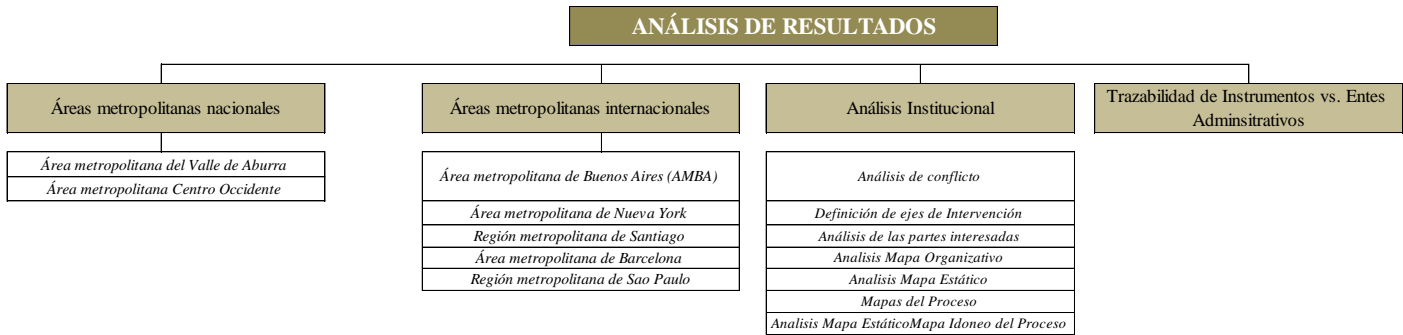 ANÁLISIS DE RESULTADOS
Áreas metropolitanas nacionales
Área metropolitana del Valle de Aburra
Área metropolitana Centro Occidente
Áreas metropolitanas internacionales
Área metropolitana de Buenos Aires (AMBA)
Área metropolitana de Nueva York
Región metropolitana de Santiago
Área metropolitana de Barcelona
Región metropolitana de Sao Paulo
Análisis Institucional
Análisis de conflicto
Definición de ejes de Intervención
Análisis de las partes interesadas
Analisis Mapa Organizativo
Analisis Mapa Estático
Mapas del Proceso
Analisis Mapa EstáticoMapa Idoneo del Proceso
Trazabilidad de Instrumentos vs. Entes
Adminsitrativos